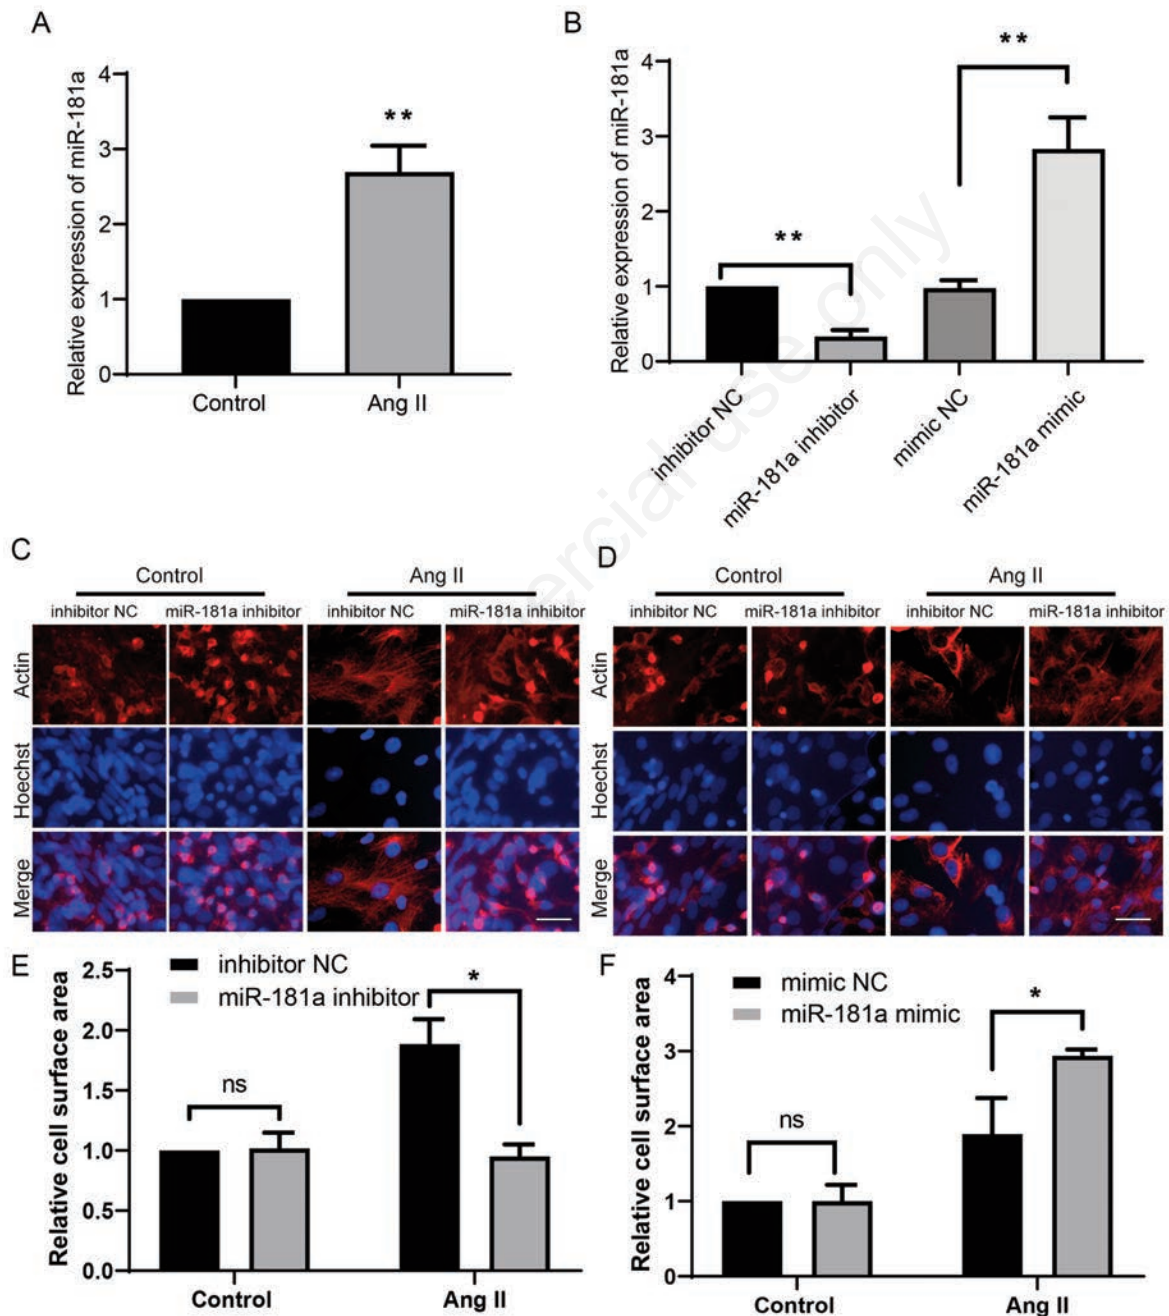 A
Relative expression of miR-181a
4
3
2
1
0
**
Control
Ang II
B
Relative expression of miR-181a
4
3
2
1
0
**
**
inhibitor NC
miR-181a inhibitor
mimic NC
miR-181a mimic
ercial use only
C
Control
Ang II
inhibitor NC
miR-181a inhibitor
inhibitor NC
miR-181a inhibitor
Actin
Hoechst
Merge
D
Control
Ang II
inhibitor NC
miR-181a inhibitor
inhibitor NC
miR-181a inhibitor
Actin
Hoechst
Merge
E
Relative cell surface area
2.5
2.0
1.5
1.0
0.5
0.0
inhibitor NC
miR-181a inhibitor
ns
*
Control
Ang II
F
Relative cell surface area
4
3
2
1
0
mimic NC
miR-181a mimic
ns
*
Control
Ang II